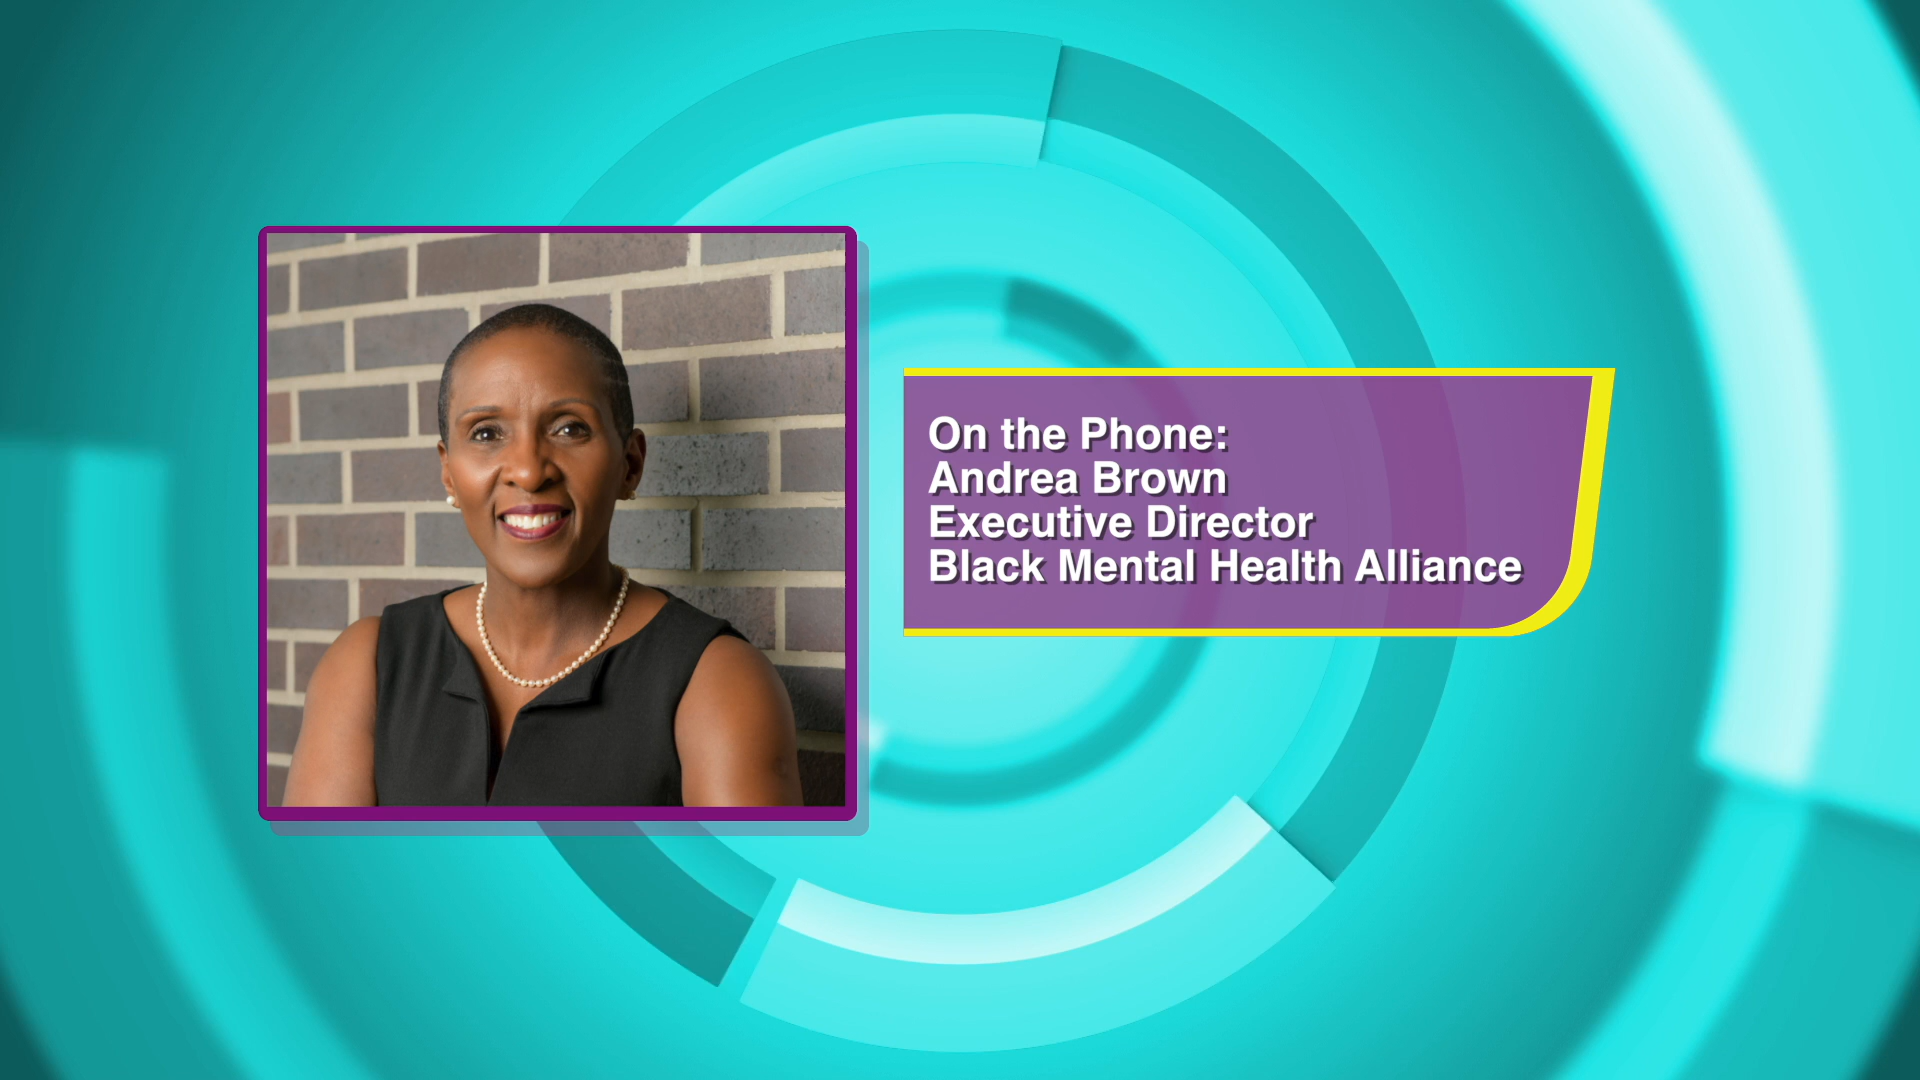 On the Phone:
Andrea Brown
Executive Director
Black Mental Health Alliance